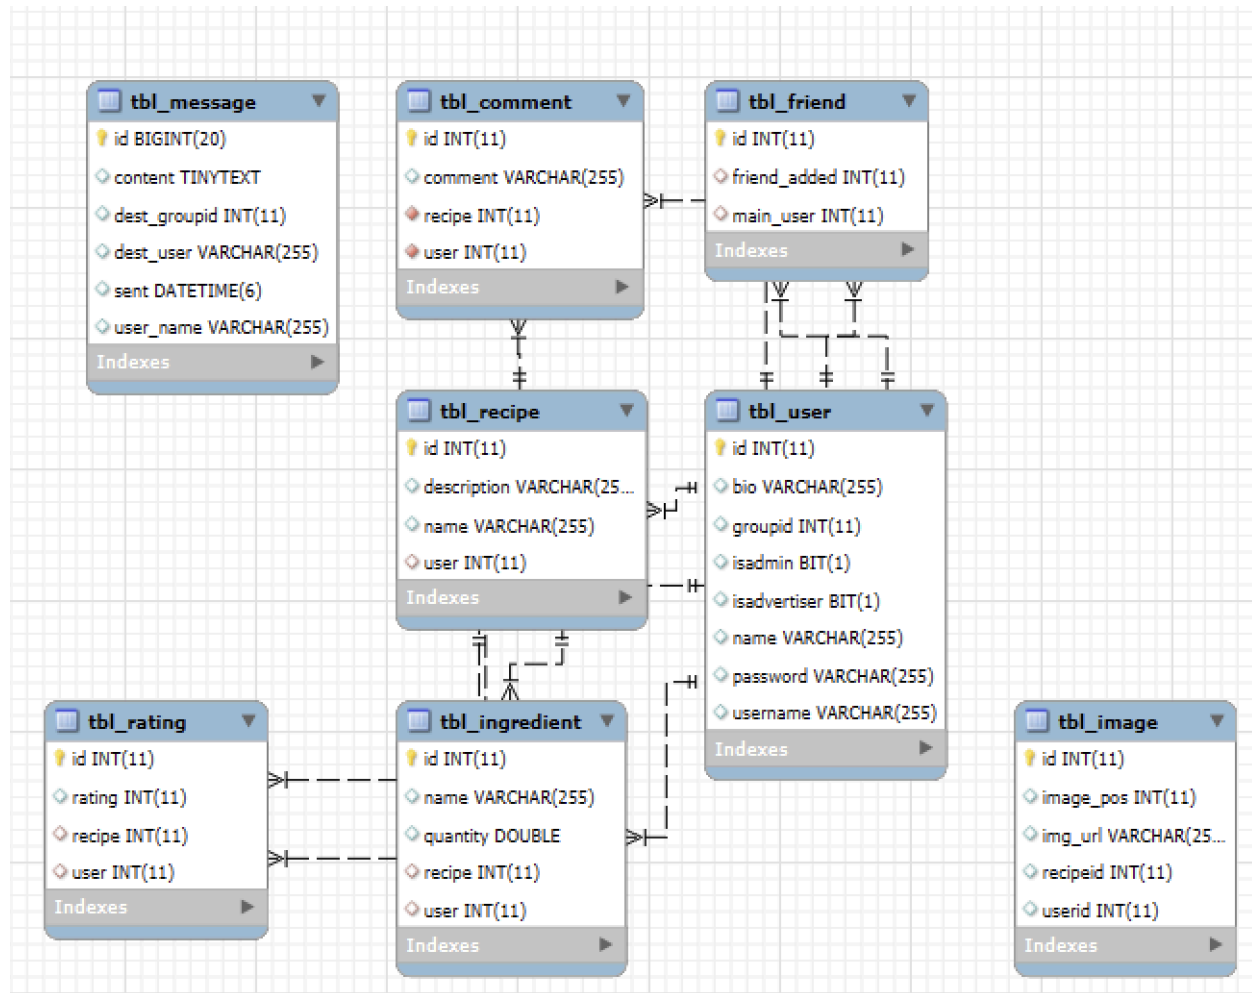 tbl_message
id BIGINT(20)
content TINYTEXT
dest_groupid INT(11)
dest_user VARCHAR(255)
sent DATETIME(6)
user_name VARCHAR(255)
Indexes
tbl_comment
id INT(11)
comment VARCHAR(255)
recipe INT(11)
user INT(11)
Indexes
tbl_friend
id INT(11)
friend_added INT(11)
main_user INT(11)
Indexes
tbl_recipe
id INT(11)
description VARCHAR(25...
name VARCHAR(255)
user INT(11)
Indexes
tbl_user
id INT(11)
bio VARCHAR(255)
groupid INT(11)
isadmin BIT(1)
isadvertiser BIT(1)
name VARCHAR(255)
password VARCHAR(255)
username VARCHAR(255)
Indexes
tbl_rating
id INT(11)
rating INT(11)
recipe INT(11)
user INT(11)
Indexes
tbl_ingredient
id INT(11)
name VARCHAR(255)
quantity DOUBLE
recipe INT(11)
user INT(11)
Indexes
tbl_image
id INT(11)
image_pos INT(11)
img_url VARCHAR(25...
recipeid INT(11)
userid INT(11)
Indexes